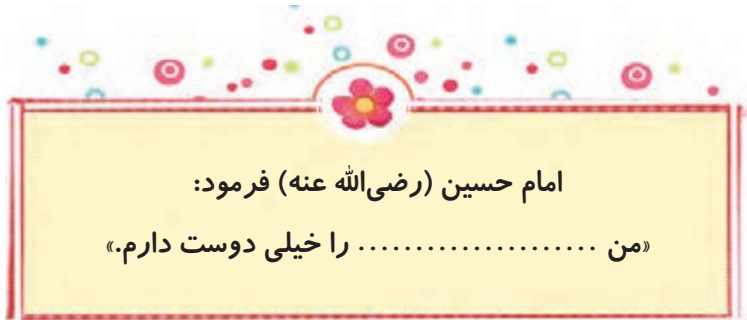 امام حسین (رضی‌الله عنه) فرمود:
«من ..................... را خیلی دوست دارم.»